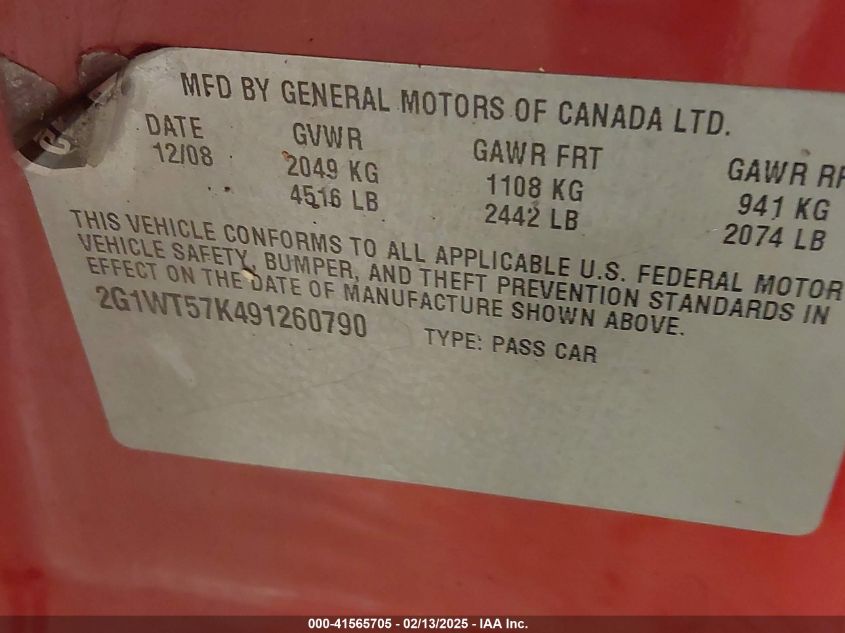 MFD BY GENERAL MOTORS OF CANADA LTD.
DATE GVWR GAWR FRT GAWR RR
12/08 2049 KG 1108 KG 941 KG
4516 LB 2442 LB 2074 LB
THIS VEHICLE CONFORMS TO ALL APPLICABLE U.S. FEDERAL MOTOR
VEHICLE SAFETY, BUMPER, AND THEFT PREVENTION STANDARDS IN
EFFECT ON THE DATE OF MANUFACTURE SHOWN ABOVE.
2G1WT57K491260790 TYPE: PASS CAR
000-41565705 - 02/13/2025 - IAA Inc.